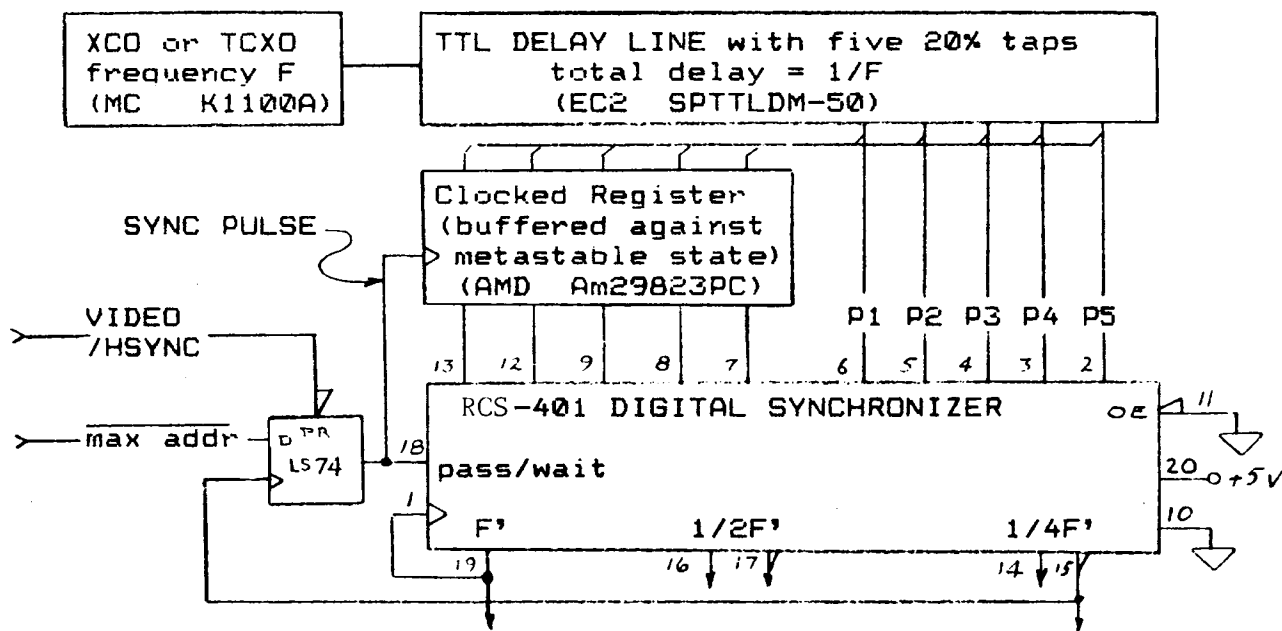 XCO or TCXO
frequency F
(MC K1100A)
TTL DELAY LINE with five 20% taps
total delay = 1/F
(EC2 SPTTLDM-50)
Clocked Register
(buffered against
metastable state)
(AMD Am29823PC)
SYNC PULSE
VIDEO
/HSYNC
P1 P2 P3 P4 P5
13 12 9 8 7 6 5 4 3 2
RCS-401 DIGITAL SYNCHRONIZER
OE 11
max addr
D PR
LS74
18
pass/wait
20 +5V
1
10
F' 1/2F' 1/4F'
19 16 17 14 15